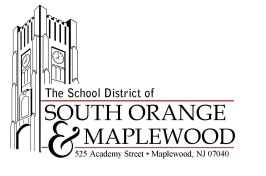 The School District of
SOUTH ORANGE
& MAPLEWOOD
525 Academy Street • Maplewood, NJ 07040